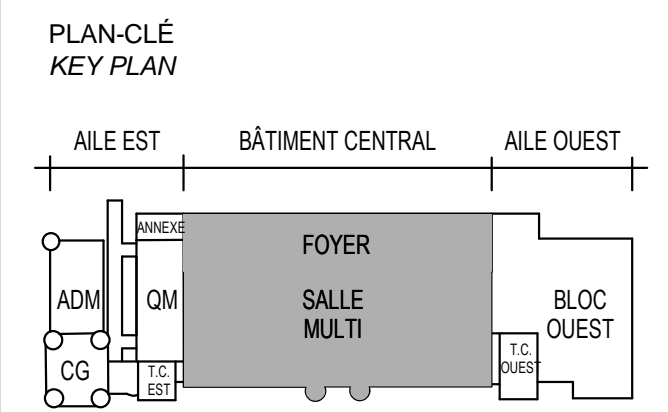 PLAN-CLÉ
KEY PLAN
AILE EST
BÂTIMENT CENTRAL
AILE OUEST
ANNEXE
FOYER
ADM
QM
SALLE
MULTI
BLOC
OUEST
CG
T.C.
EST
T.C.
OUEST